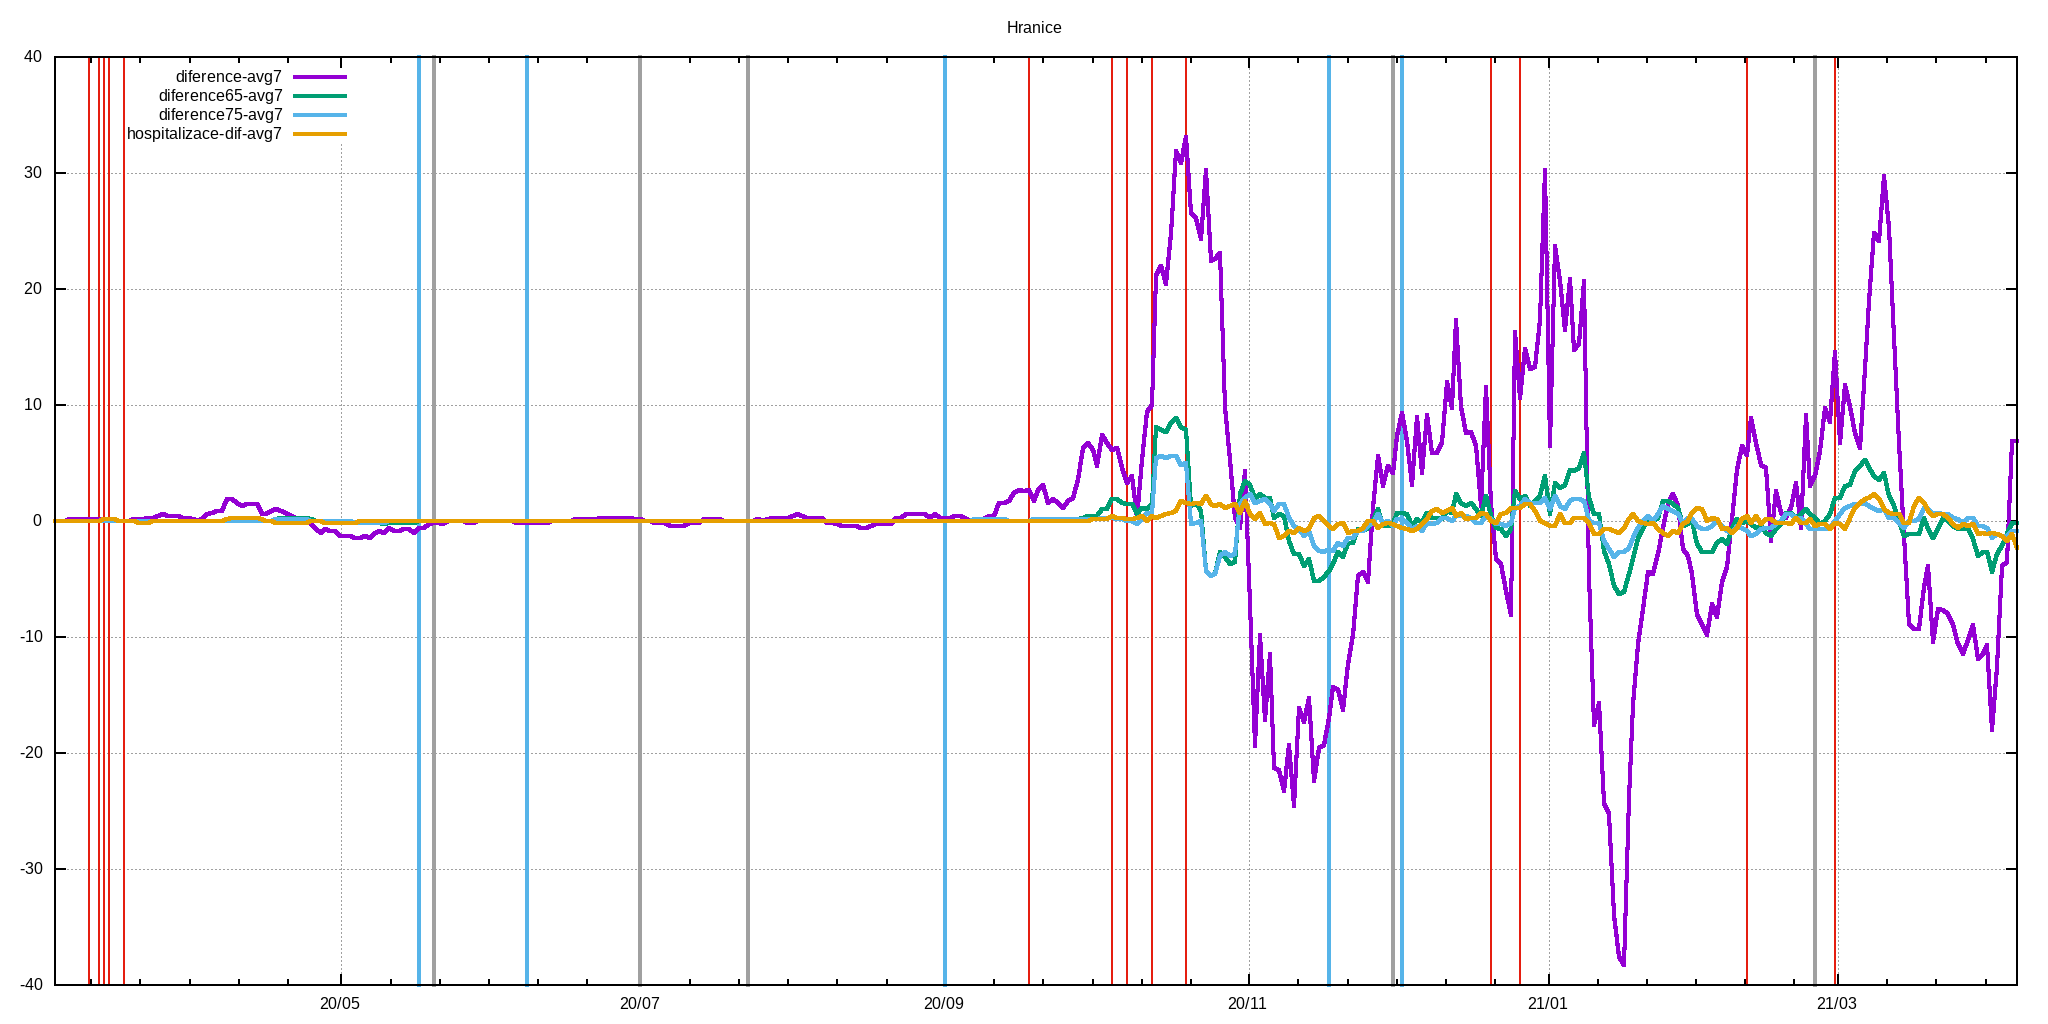 Hranice
diference-avg7
diference65-avg7
diference75-avg7
hospitalizace-dif-avg7
40
30
20
10
0
-10
-20
-30
-40
20/05 20/07 20/09 20/11 21/01 21/03